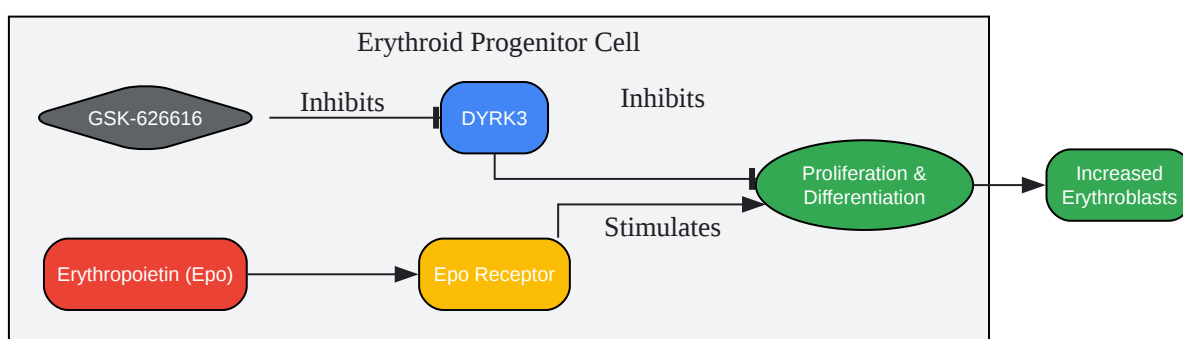 Erythroid Progenitor Cell
GSK-626616
Inhibits
DYRK3
Inhibits
Proliferation &
Differentiation
Increased
Erythroblasts
Stimulates
Erythropoietin (Epo)
Epo Receptor